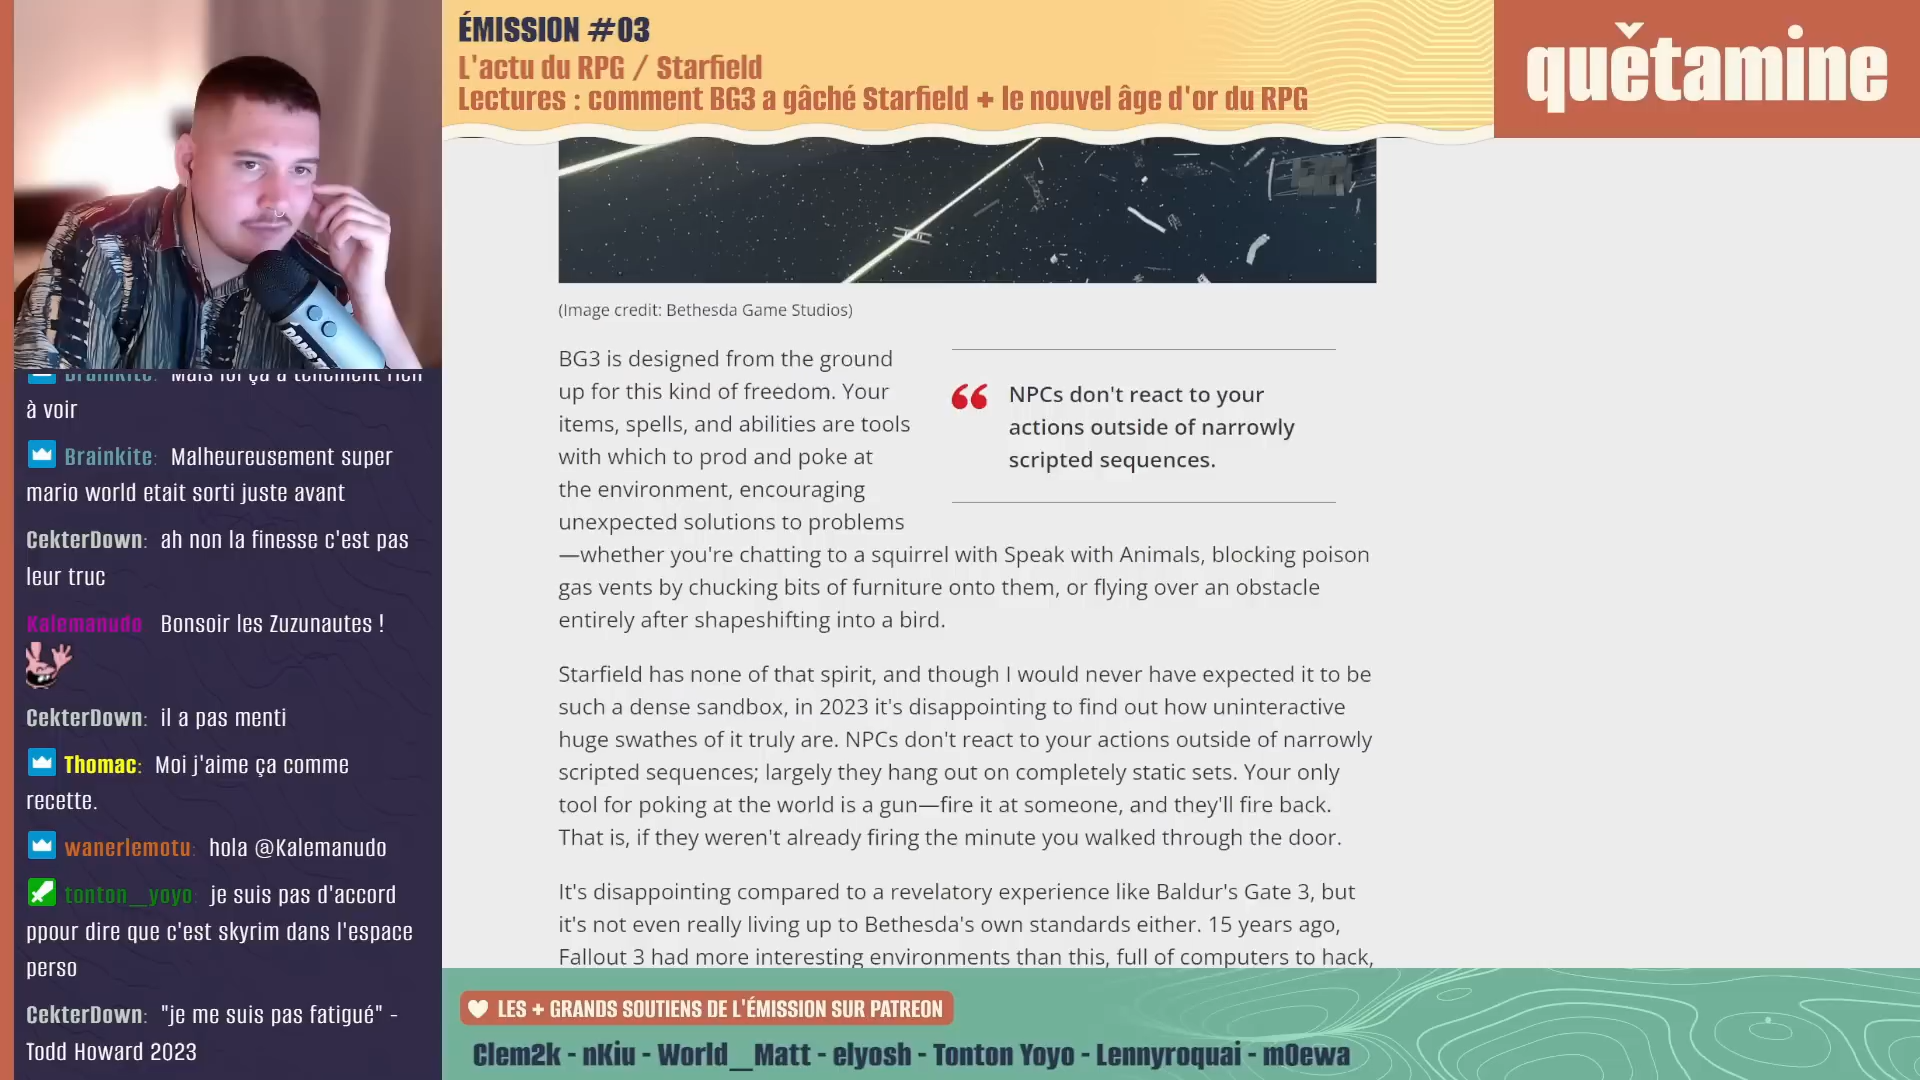 ÉMISSION #03
L'actu du RPG / Starfield
Lectures : comment BG3 a gâché Starfield + le nouvel âge d'or du RPG
quětamine
(Image credit: Bethesda Game Studios)
BG3 is designed from the ground
up for this kind of freedom. Your
items, spells, and abilities are tools
with which to prod and poke at
the environment, encouraging
unexpected solutions to problems
—whether you're chatting to a squirrel with Speak with Animals, blocking poison
gas vents by chucking bits of furniture onto them, or flying over an obstacle
entirely after shapeshifting into a bird.
“ NPCs don't react to your
actions outside of narrowly
scripted sequences.
Starfield has none of that spirit, and though I would never have expected it to be
such a dense sandbox, in 2023 it's disappointing to find out how uninteractive
huge swathes of it truly are. NPCs don't react to your actions outside of narrowly
scripted sequences; largely they hang out on completely static sets. Your only
tool for poking at the world is a gun—fire it at someone, and they'll fire back.
That is, if they weren't already firing the minute you walked through the door.
It's disappointing compared to a revelatory experience like Baldur's Gate 3, but
it's not even really living up to Bethesda's own standards either. 15 years ago,
Fallout 3 had more interesting environments than this, full of computers to hack,
Brainkite: Mais lol ça a tellement rien
à voir
Brainkite: Malheureusement super
mario world etait sorti juste avant
CekterDown: ah non la finesse c'est pas
leur truc
Kalemanudo Bonsoir les Zuzunautes !
CekterDown: il a pas menti
Thomac: Moi j'aime ça comme
recette.
wanerlemotu: hola @Kalemanudo
tonton_yoyo: je suis pas d'accord
ppour dire que c'est skyrim dans l'espace
perso
CekterDown: "je me suis pas fatigué" -
Todd Howard 2023
LES + GRANDS SOUTIENS DE L'ÉMISSION SUR PATREON
Clem2k - nKiu - World_Matt - elyosh - Tonton Yoyo - Lennyroquai - m0ewa